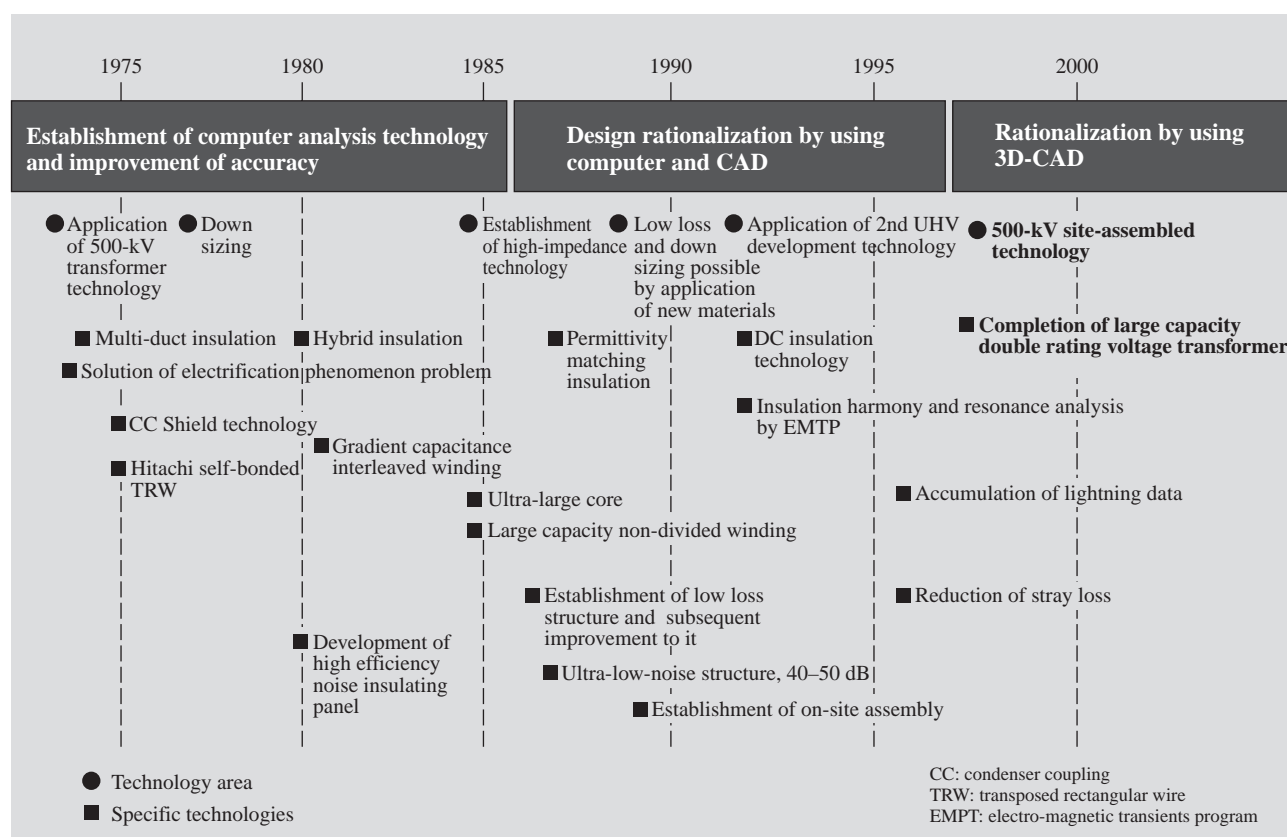 1975 1980 1985 1990 1995 2000
Establishment of computer analysis technology
and improvement of accuracy
Design rationalization by using
computer and CAD
Rationalization by using
3D-CAD
Application
of 500-kV
transformer
technology
Down
sizing
Establishment
of high-impedance
technology
Low loss
and down
sizing possible
by application
of new materials
Application of 2nd UHV
development technology
500-kV site-assembled
technology
Multi-duct insulation
Hybrid insulation
Permittivity
matching
insulation
DC insulation
technology
Completion of large capacity
double rating voltage transformer
Solution of electrification phenomenon problem
Insulation harmony and resonance analysis
by EMTP
CC Shield technology
Gradient capacitance
interleaved winding
Hitachi self-bonded
TRW
Ultra-large core
Accumulation of lightning data
Large capacity non-divided winding
Establishment of low loss
structure and subsequent
improvement to it
Reduction of stray loss
Development of
high efficiency
noise insulating
panel
Ultra-low-noise structure, 40–50 dB
Establishment of on-site assembly
Technology area
Specific technologies
CC: condenser coupling
TRW: transposed rectangular wire
EMPT: electro-magnetic transients program